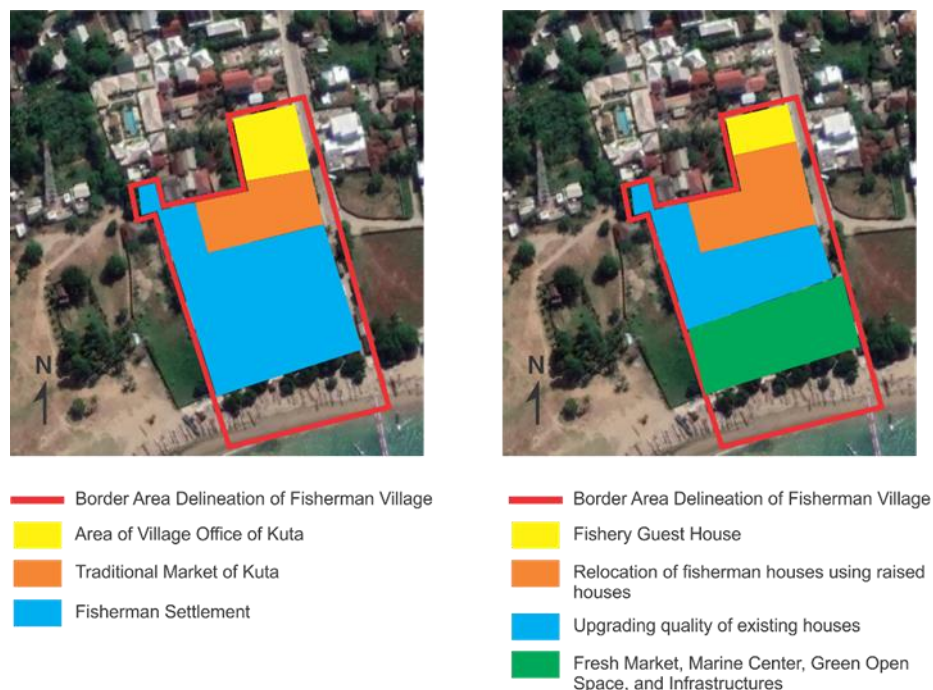 N
N
Border Area Delineation of Fisherman Village
Area of Village Office of Kuta
Traditional Market of Kuta
Fisherman Settlement
Border Area Delineation of Fisherman Village
Fishery Guest House
Relocation of fisherman houses using raised
houses
Upgrading quality of existing houses
Fresh Market, Marine Center, Green Open
Space, and Infrastructures